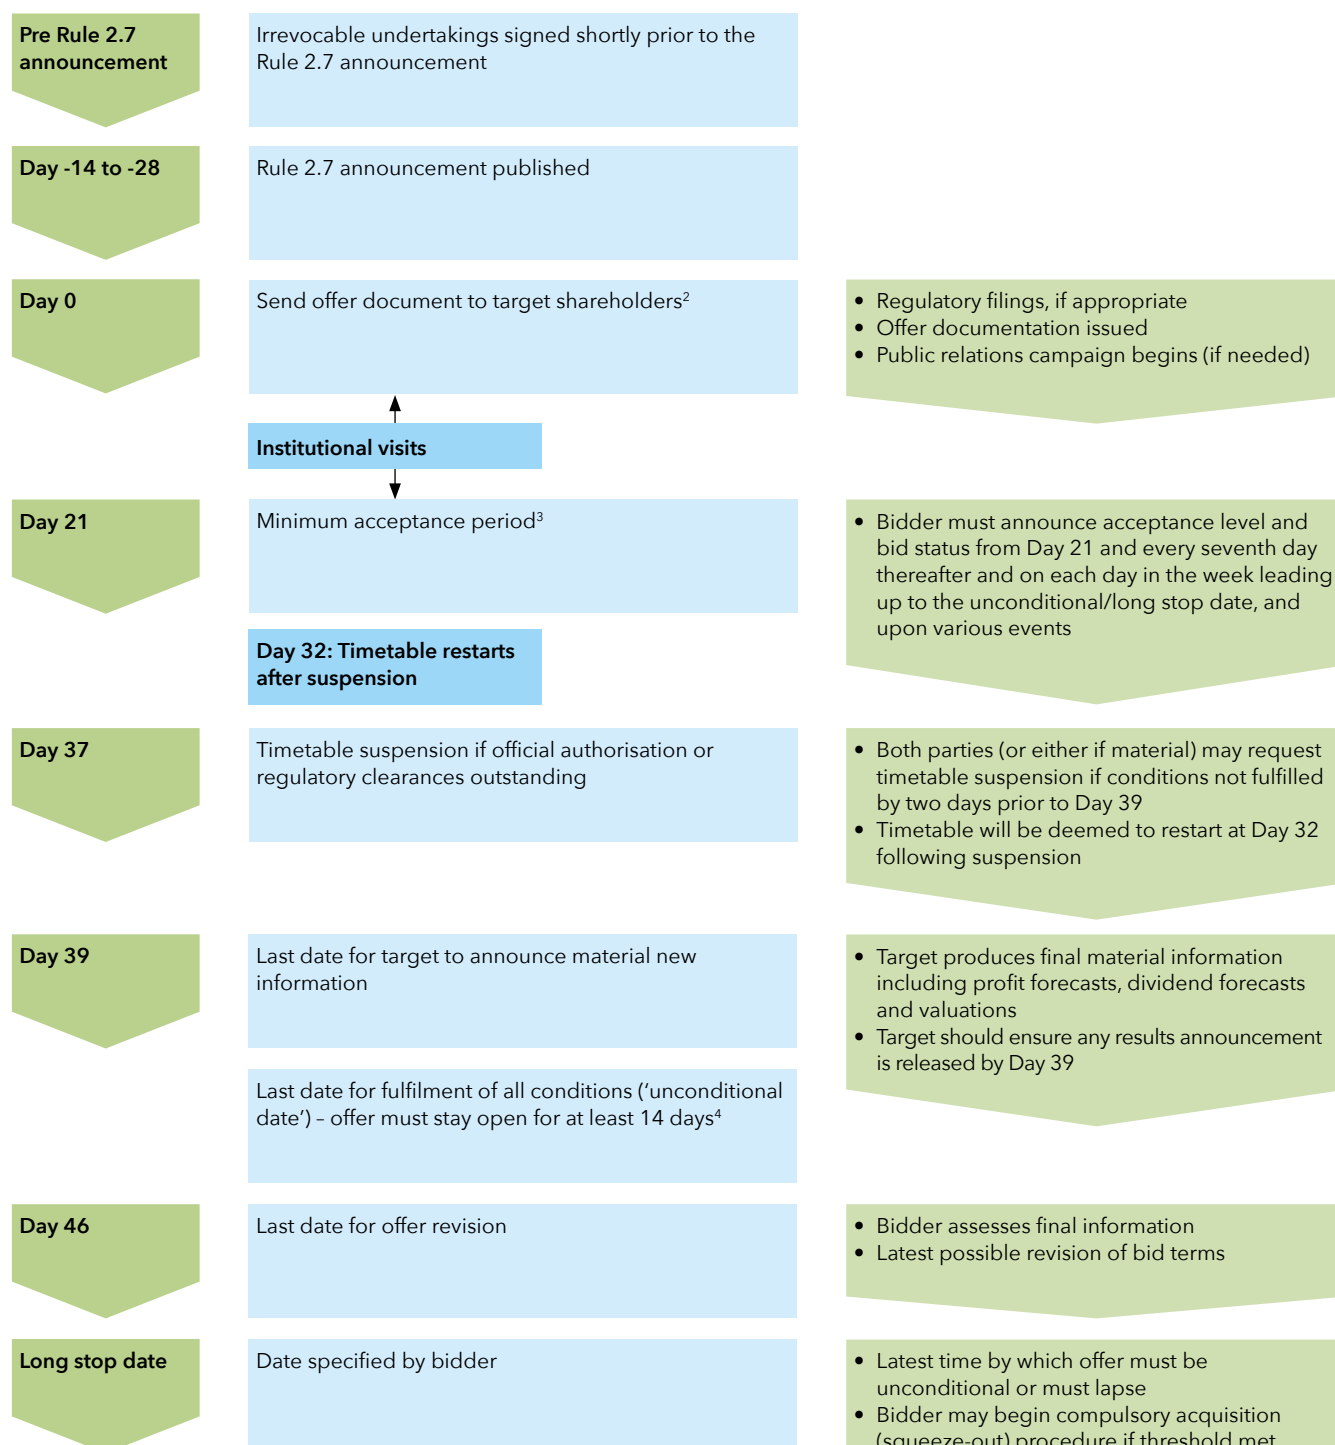 Pre Rule 2.7
announcement
Irrevocable undertakings signed shortly prior to the
Rule 2.7 announcement
Day -14 to -28
Rule 2.7 announcement published
Day 0
Send offer document to target shareholders²
• Regulatory filings, if appropriate
• Offer documentation issued
• Public relations campaign begins (if needed)
Institutional visits
Day 21
Minimum acceptance period³
• Bidder must announce acceptance level and
bid status from Day 21 and every seventh day
thereafter and on each day in the week leading
up to the unconditional/long stop date, and
upon various events
Day 32: Timetable restarts
after suspension
Day 37
Timetable suspension if official authorisation or
regulatory clearances outstanding
• Both parties (or either if material) may request
timetable suspension if conditions not fulfilled
by two days prior to Day 39
• Timetable will be deemed to restart at Day 32
following suspension
Day 39
Last date for target to announce material new
information
• Target produces final material information
including profit forecasts, dividend forecasts
and valuations
• Target should ensure any results announcement
is released by Day 39
Last date for fulfilment of all conditions (‘unconditional
date’) – offer must stay open for at least 14 days⁴
Day 46
Last date for offer revision
• Bidder assesses final information
• Latest possible revision of bid terms
Long stop date
Date specified by bidder
• Latest time by which offer must be
unconditional or must lapse
• Bidder may begin compulsory acquisition
(squeeze-out) procedure if threshold met